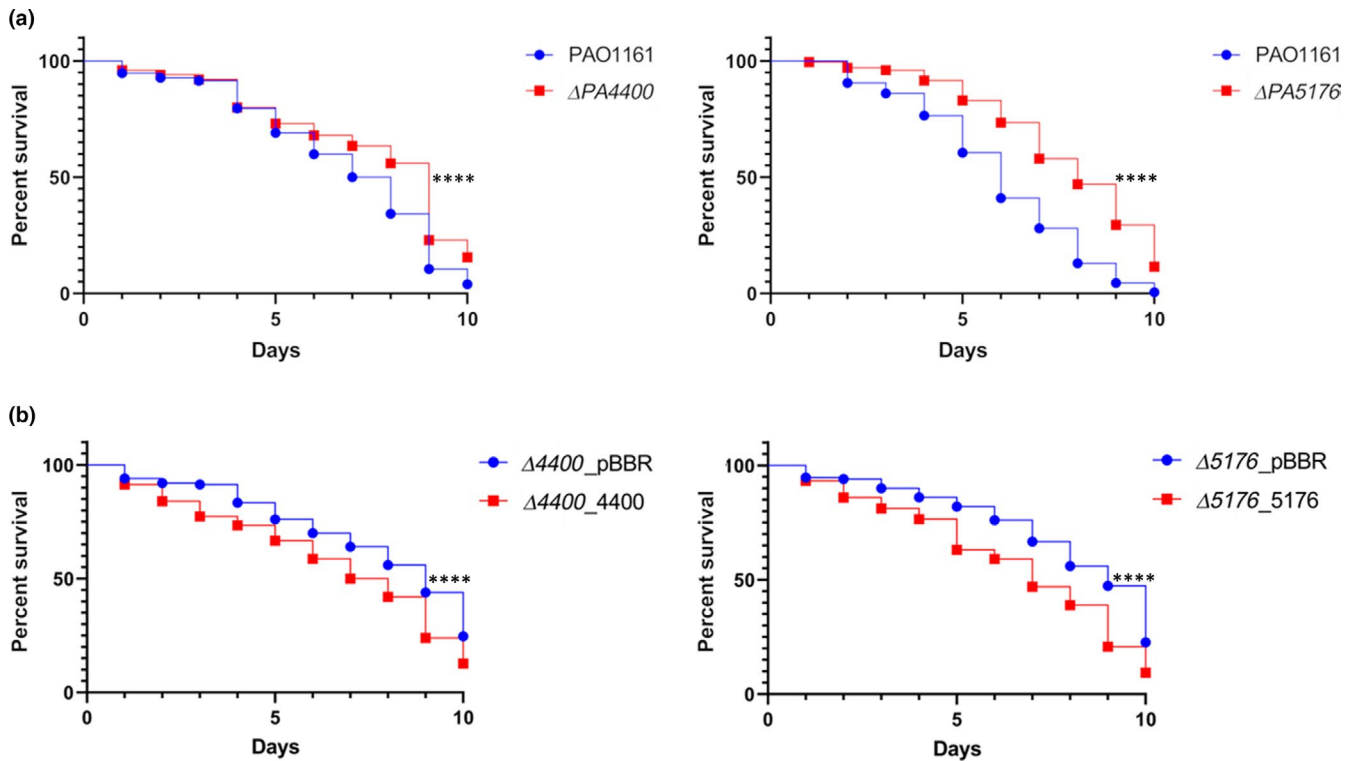 (a)
PAO1161
ΔPA4400
100
50
0
Percent survival
****
0 5 10
Days
PAO1161
ΔPA5176
100
50
0
Percent survival
****
0 5 10
Days
(b)
Δ4400_pBBR
Δ4400_4400
100
50
0
Percent survival
****
0 5 10
Days
Δ5176_pBBR
Δ5176_5176
100
50
0
Percent survival
****
0 5 10
Days